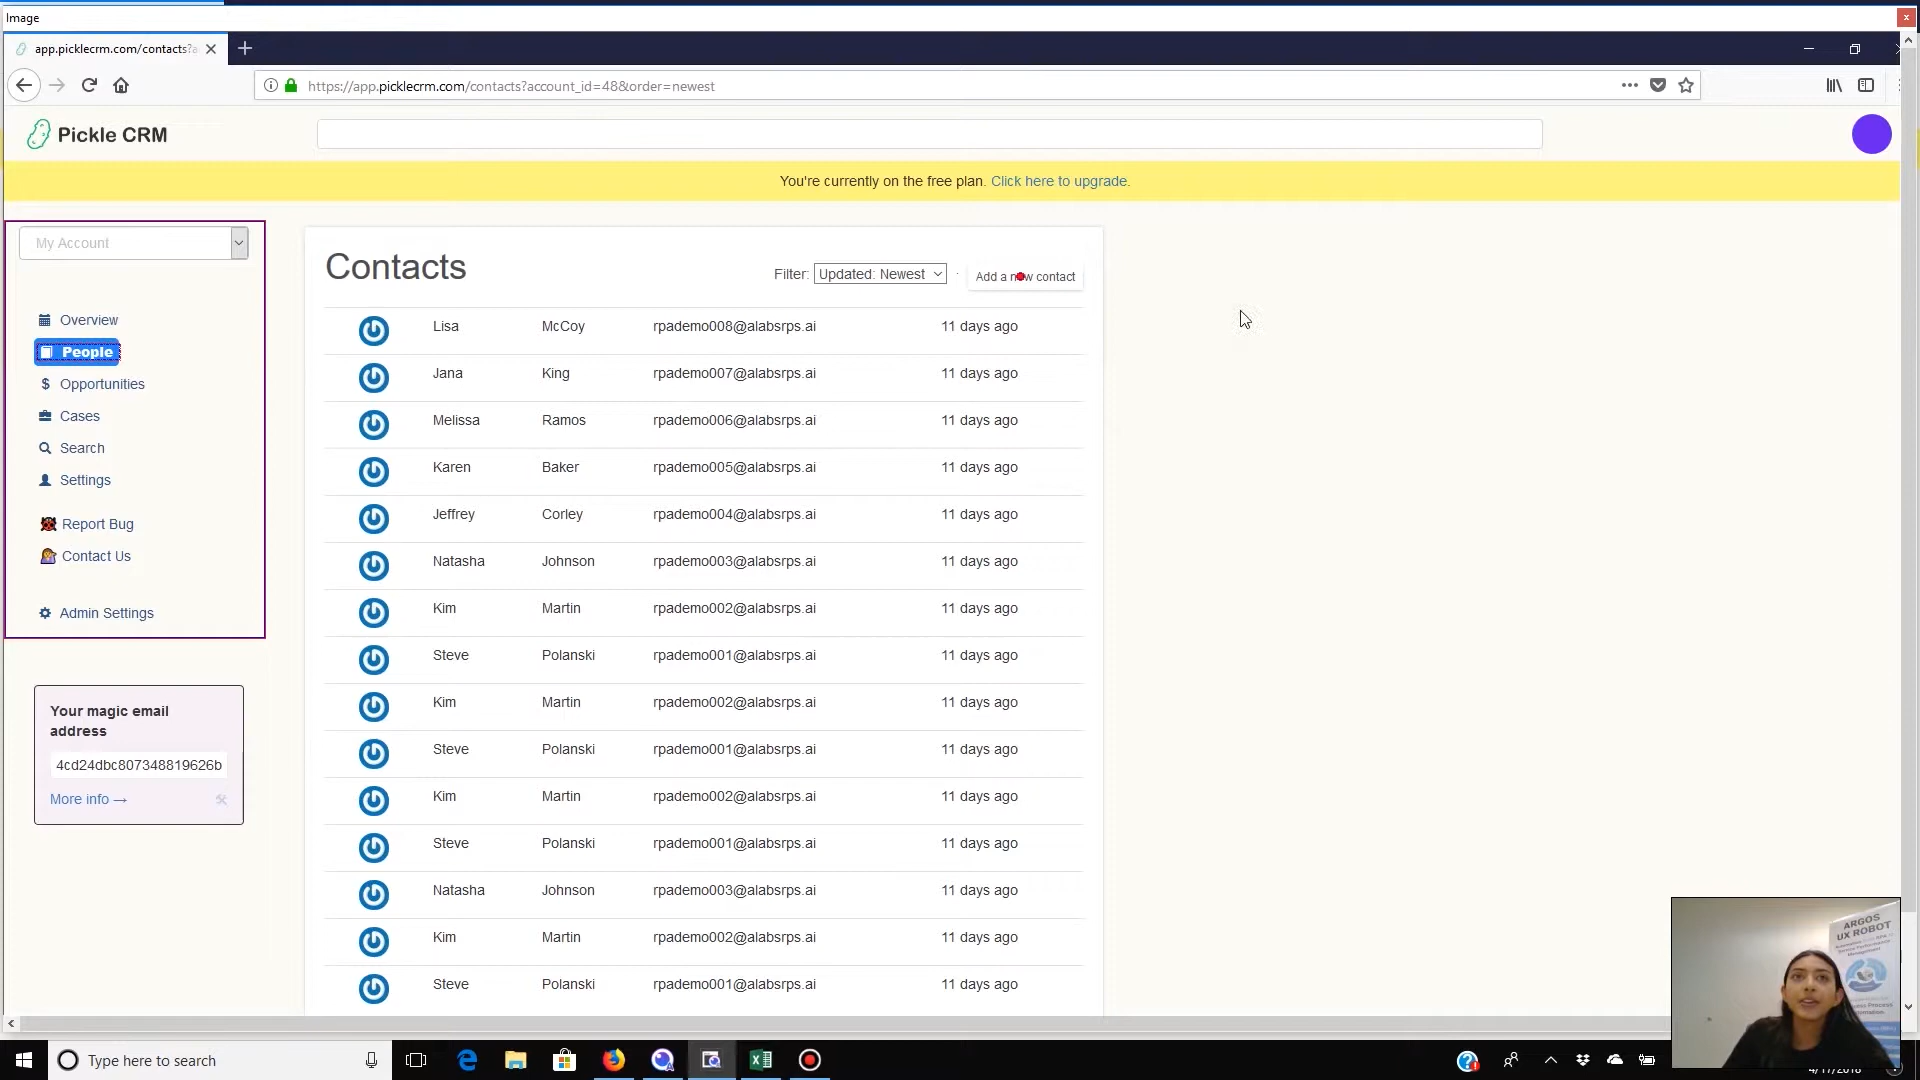 Image
app.picklecrm.com/contacts?a
https://app.picklecrm.com/contacts?account_id=48&order=newest
Pickle CRM
You're currently on the free plan. Click here to upgrade.
My Account
Overview
People
Opportunities
Cases
Search
Settings
Report Bug
Contact Us
Admin Settings
Your magic email
address
4cd24dbc807348819626b
More info →
Contacts
Filter: Updated: Newest
Add a new contact
Lisa McCoy rpademo008@alabsrps.ai 11 days ago
Jana King rpademo007@alabsrps.ai 11 days ago
Melissa Ramos rpademo006@alabsrps.ai 11 days ago
Karen Baker rpademo005@alabsrps.ai 11 days ago
Jeffrey Corley rpademo004@alabsrps.ai 11 days ago
Natasha Johnson rpademo003@alabsrps.ai 11 days ago
Kim Martin rpademo002@alabsrps.ai 11 days ago
Steve Polanski rpademo001@alabsrps.ai 11 days ago
Kim Martin rpademo002@alabsrps.ai 11 days ago
Steve Polanski rpademo001@alabsrps.ai 11 days ago
Kim Martin rpademo002@alabsrps.ai 11 days ago
Steve Polanski rpademo001@alabsrps.ai 11 days ago
Natasha Johnson rpademo003@alabsrps.ai 11 days ago
Kim Martin rpademo002@alabsrps.ai 11 days ago
Steve Polanski rpademo001@alabsrps.ai 11 days ago
ARGOS
UX ROBOT
Type here to search